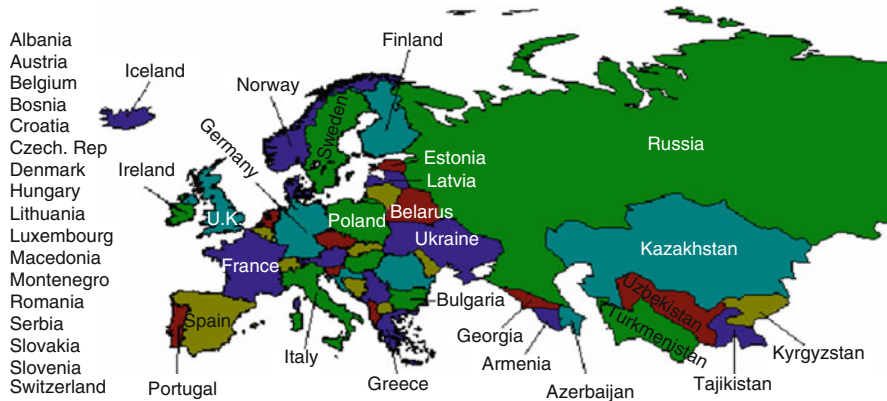 Albania
Austria
Belgium
Bosnia
Croatia
Czech. Rep
Denmark
Hungary
Lithuania
Luxembourg
Macedonia
Montenegro
Romania
Serbia
Slovakia
Slovenia
Switzerland
Iceland
Finland
Norway
Sweden
Germany
Russia
Estonia
Latvia
Ireland
U.K.
Poland
Belarus
Ukraine
Kazakhstan
France
Uzbekistan
Bulgaria
Spain
Turkmenistan
Georgia
Italy
Armenia
Kyrgyzstan
Portugal
Greece
Azerbaijan
Tajikistan